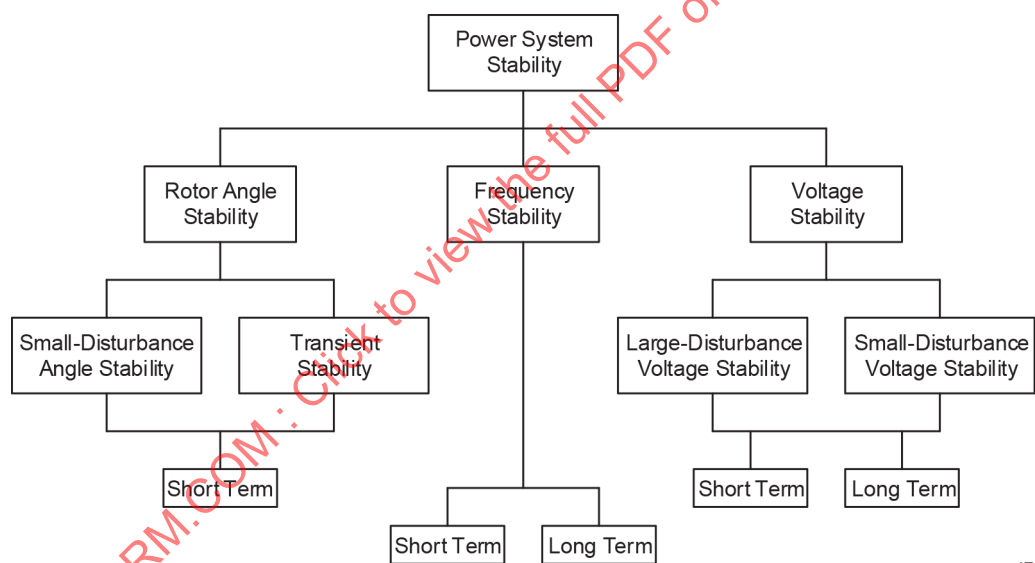 Power System
Stability
Rotor Angle
Stability
Frequency
Stability
Voltage
Stability
Small-Disturbance
Angle Stability
Transient
Stability
Large-Disturbance
Voltage Stability
Small-Disturbance
Voltage Stability
Short Term
Short Term
Long Term
Short Term
Long Term
RM.COM : Click to view the full PDF of